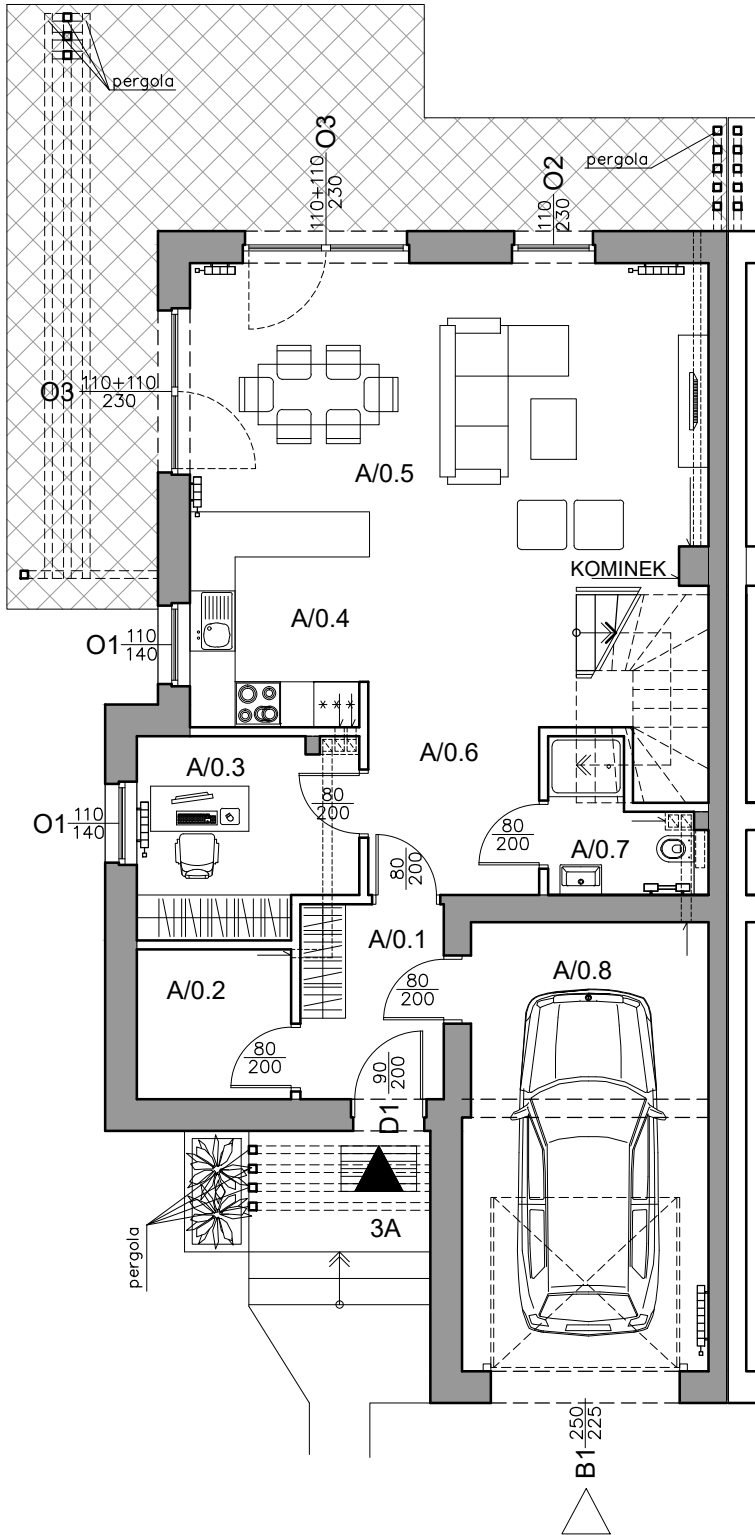 pergola
110+110
230
O3
110
230
O2
pergola
O3
110+110
230
A/0.5
KOMINEK
A/0.4
O1
110
140
A/0.3
A/0.6
80
200
O1
110
140
80
200
80
200
A/0.7
A/0.1
A/0.2
80
200
A/0.8
80
200
90
200
D1
3A
pergola
B1
250
225